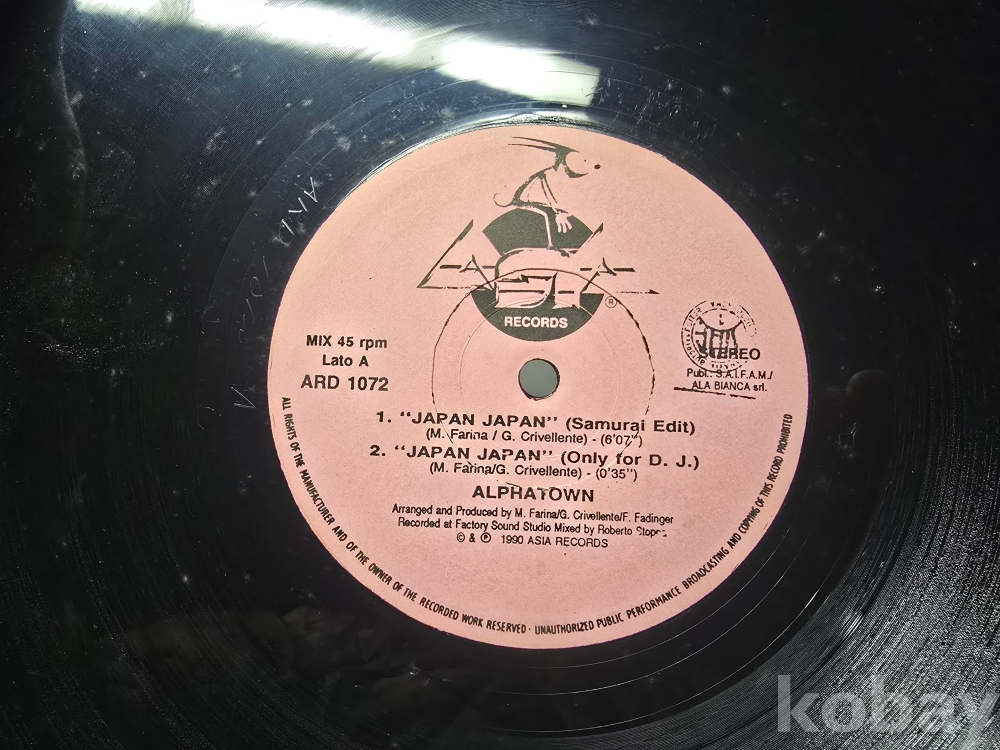 ASIA
®
RECORDS
MIX 45 rpm
Lato A
ARD 1072
STEREO
Publ.: S.A.I.F.A.M./
ALA BIANCA srl.
1. "JAPAN JAPAN" (Samurai Edit)
(M. Farina / G. Crivellente) - (6'07")
2. "JAPAN JAPAN" (Only for D. J.)
(M. Farina/G. Crivellente) - (0'35")
ALPHATOWN
Arranged and Produced by M. Farina/G. Crivellente/F. Fadinger
Recorded at Factory Sound Studio Mixed by Roberto
© & ℗ 1990 ASIA RECORDS
ALL RIGHTS OF THE MANUFACTURER AND OF THE OWNER OF THE RECORDED WORK RESERVED · UNAUTHORIZED PUBLIC PERFORMANCE BROADCASTING AND COPYING OF THIS RECORD PROHIBITED
kobay